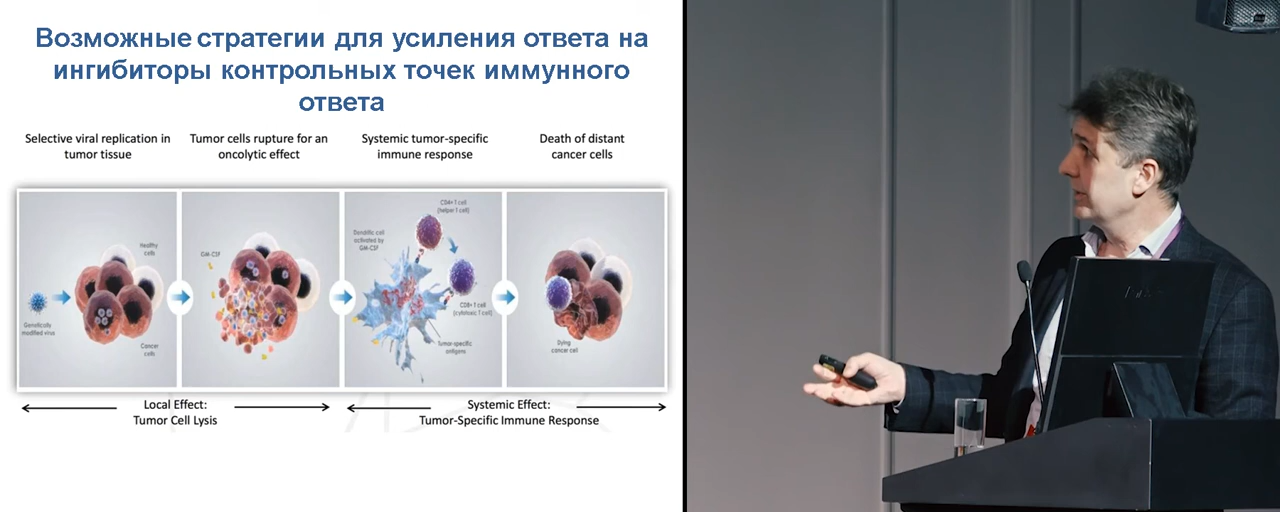 Возможные стратегии для усиления ответа на
ингибиторы контрольных точек иммунного
ответа
Selective viral replication in
tumor tissue
Tumor cells rupture for an
oncolytic effect
Systemic tumor-specific
immune response
Death of distant
cancer cells
Healthy
cells
Genetically
modified virus
Cancer
cells
GM-CSF
Dendritic cell
activated by
GM-CSF
CD4+ T cell
(helper T cell)
CD8+ T cell
(cytotoxic T cell)
Tumor-specific
antigens
Dying
cancer cell
Local Effect:
Tumor Cell Lysis
Systemic Effect:
Tumor-Specific Immune Response